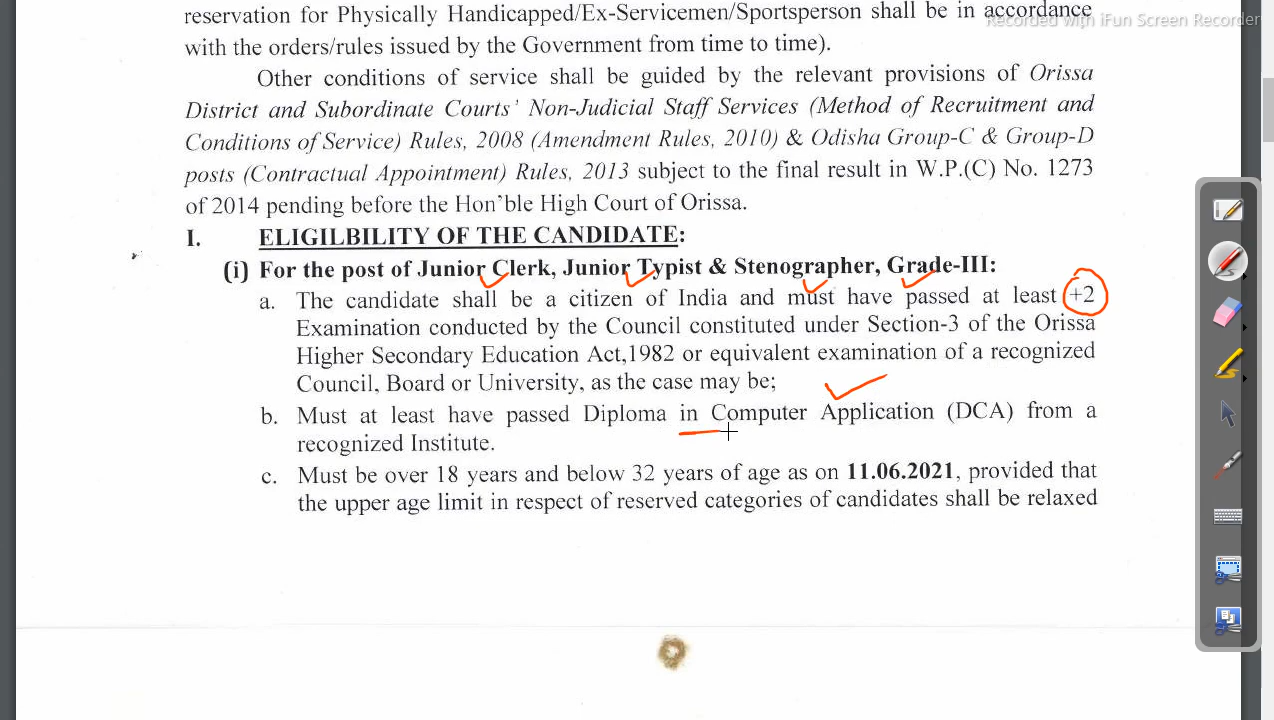 reservation for Physically Handicapped/Ex-Servicemen/Sportsperson shall be in accordance
Recorded with iFun Screen Recorder
with the orders/rules issued by the Government from time to time).
Other conditions of service shall be guided by the relevant provisions of Orissa
District and Subordinate Courts' Non-Judicial Staff Services (Method of Recruitment and
Conditions of Service) Rules, 2008 (Amendment Rules, 2010) & Odisha Group-C & Group-D
posts (Contractual Appointment) Rules, 2013 subject to the final result in W.P.(C) No. 1273
of 2014 pending before the Hon'ble High Court of Orissa.
I. ELIGILBILITY OF THE CANDIDATE:
(i) For the post of Junior Clerk, Junior Typist & Stenographer, Grade-III:
a. The candidate shall be a citizen of India and must have passed at least +2
Examination conducted by the Council constituted under Section-3 of the Orissa
Higher Secondary Education Act,1982 or equivalent examination of a recognized
Council, Board or University, as the case may be;
b. Must at least have passed Diploma in Computer Application (DCA) from a
recognized Institute.
c. Must be over 18 years and below 32 years of age as on 11.06.2021, provided that
the upper age limit in respect of reserved categories of candidates shall be relaxed